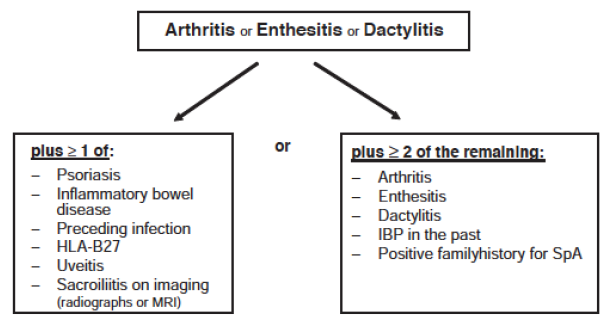 Arthritis or Enthesitis or Dactylitis
plus ≥ 1 of:
– Psoriasis
– Inflammatory bowel
disease
– Preceding infection
– HLA-B27
– Uveitis
– Sacroiliitis on imaging
(radiographs or MRI)
or
plus ≥ 2 of the remaining:
– Arthritis
– Enthesitis
– Dactylitis
– IBP in the past
– Positive familyhistory for SpA